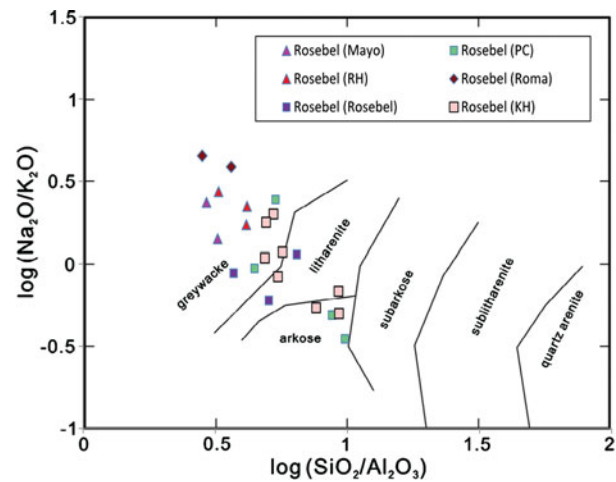 1.5
1
0.5
0
-0.5
-1
log (Na₂O/K₂O)
Rosebel (Mayo)
Rosebel (PC)
Rosebel (RH)
Rosebel (Roma)
Rosebel (Rosebel)
Rosebel (KH)
greywacke
litharenite
arkose
subarkose
sublitharenite
quartz arenite
0
0.5
1
1.5
2
log (SiO₂/Al₂O₃)